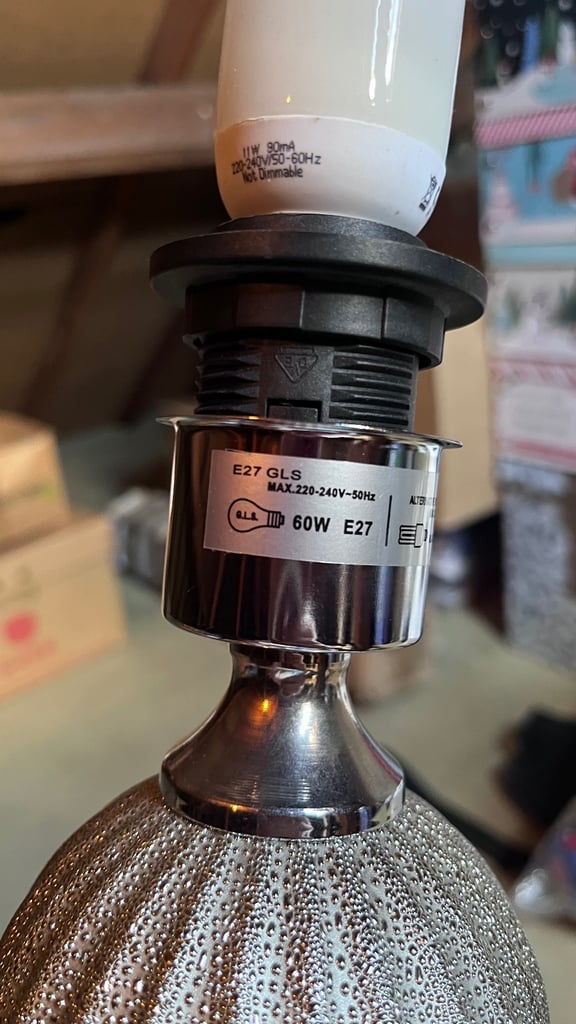 11W 90mA
220-240V/50-60Hz
Not Dimmable
E27 GLS
MAX.220-240V~50Hz
G.L.S.
60W E27